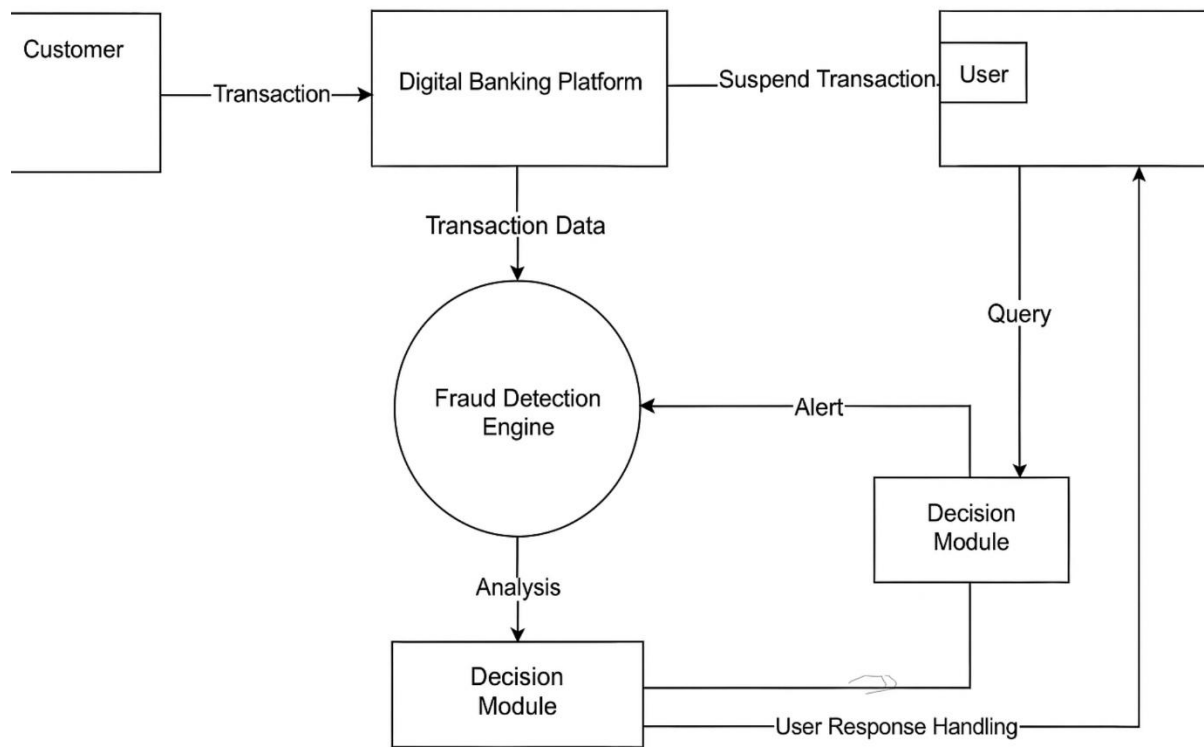 Customer
Transaction
Digital Banking Platform
Suspend Transaction
User
Transaction Data
Query
Fraud Detection
Engine
Alert
Decision
Module
Analysis
Decision
Module
User Response Handling